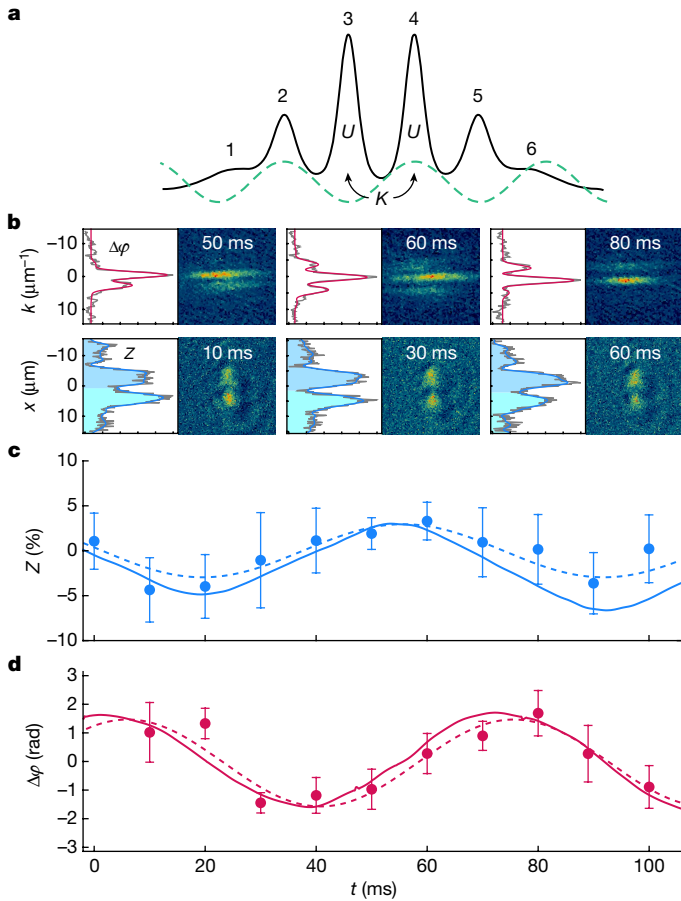 a
3 4
2 5
1 U U 6
K
b
Δφ 50 ms 60 ms 80 ms
k (μm⁻¹)
−10
0
10
Z 10 ms 30 ms 60 ms
x (μm)
−10
0
10
c
Z (%)
10
5
0
−5
−10
d
Δφ (rad)
3
2
1
0
−1
−2
−3
0 20 40 60 80 100
t (ms)